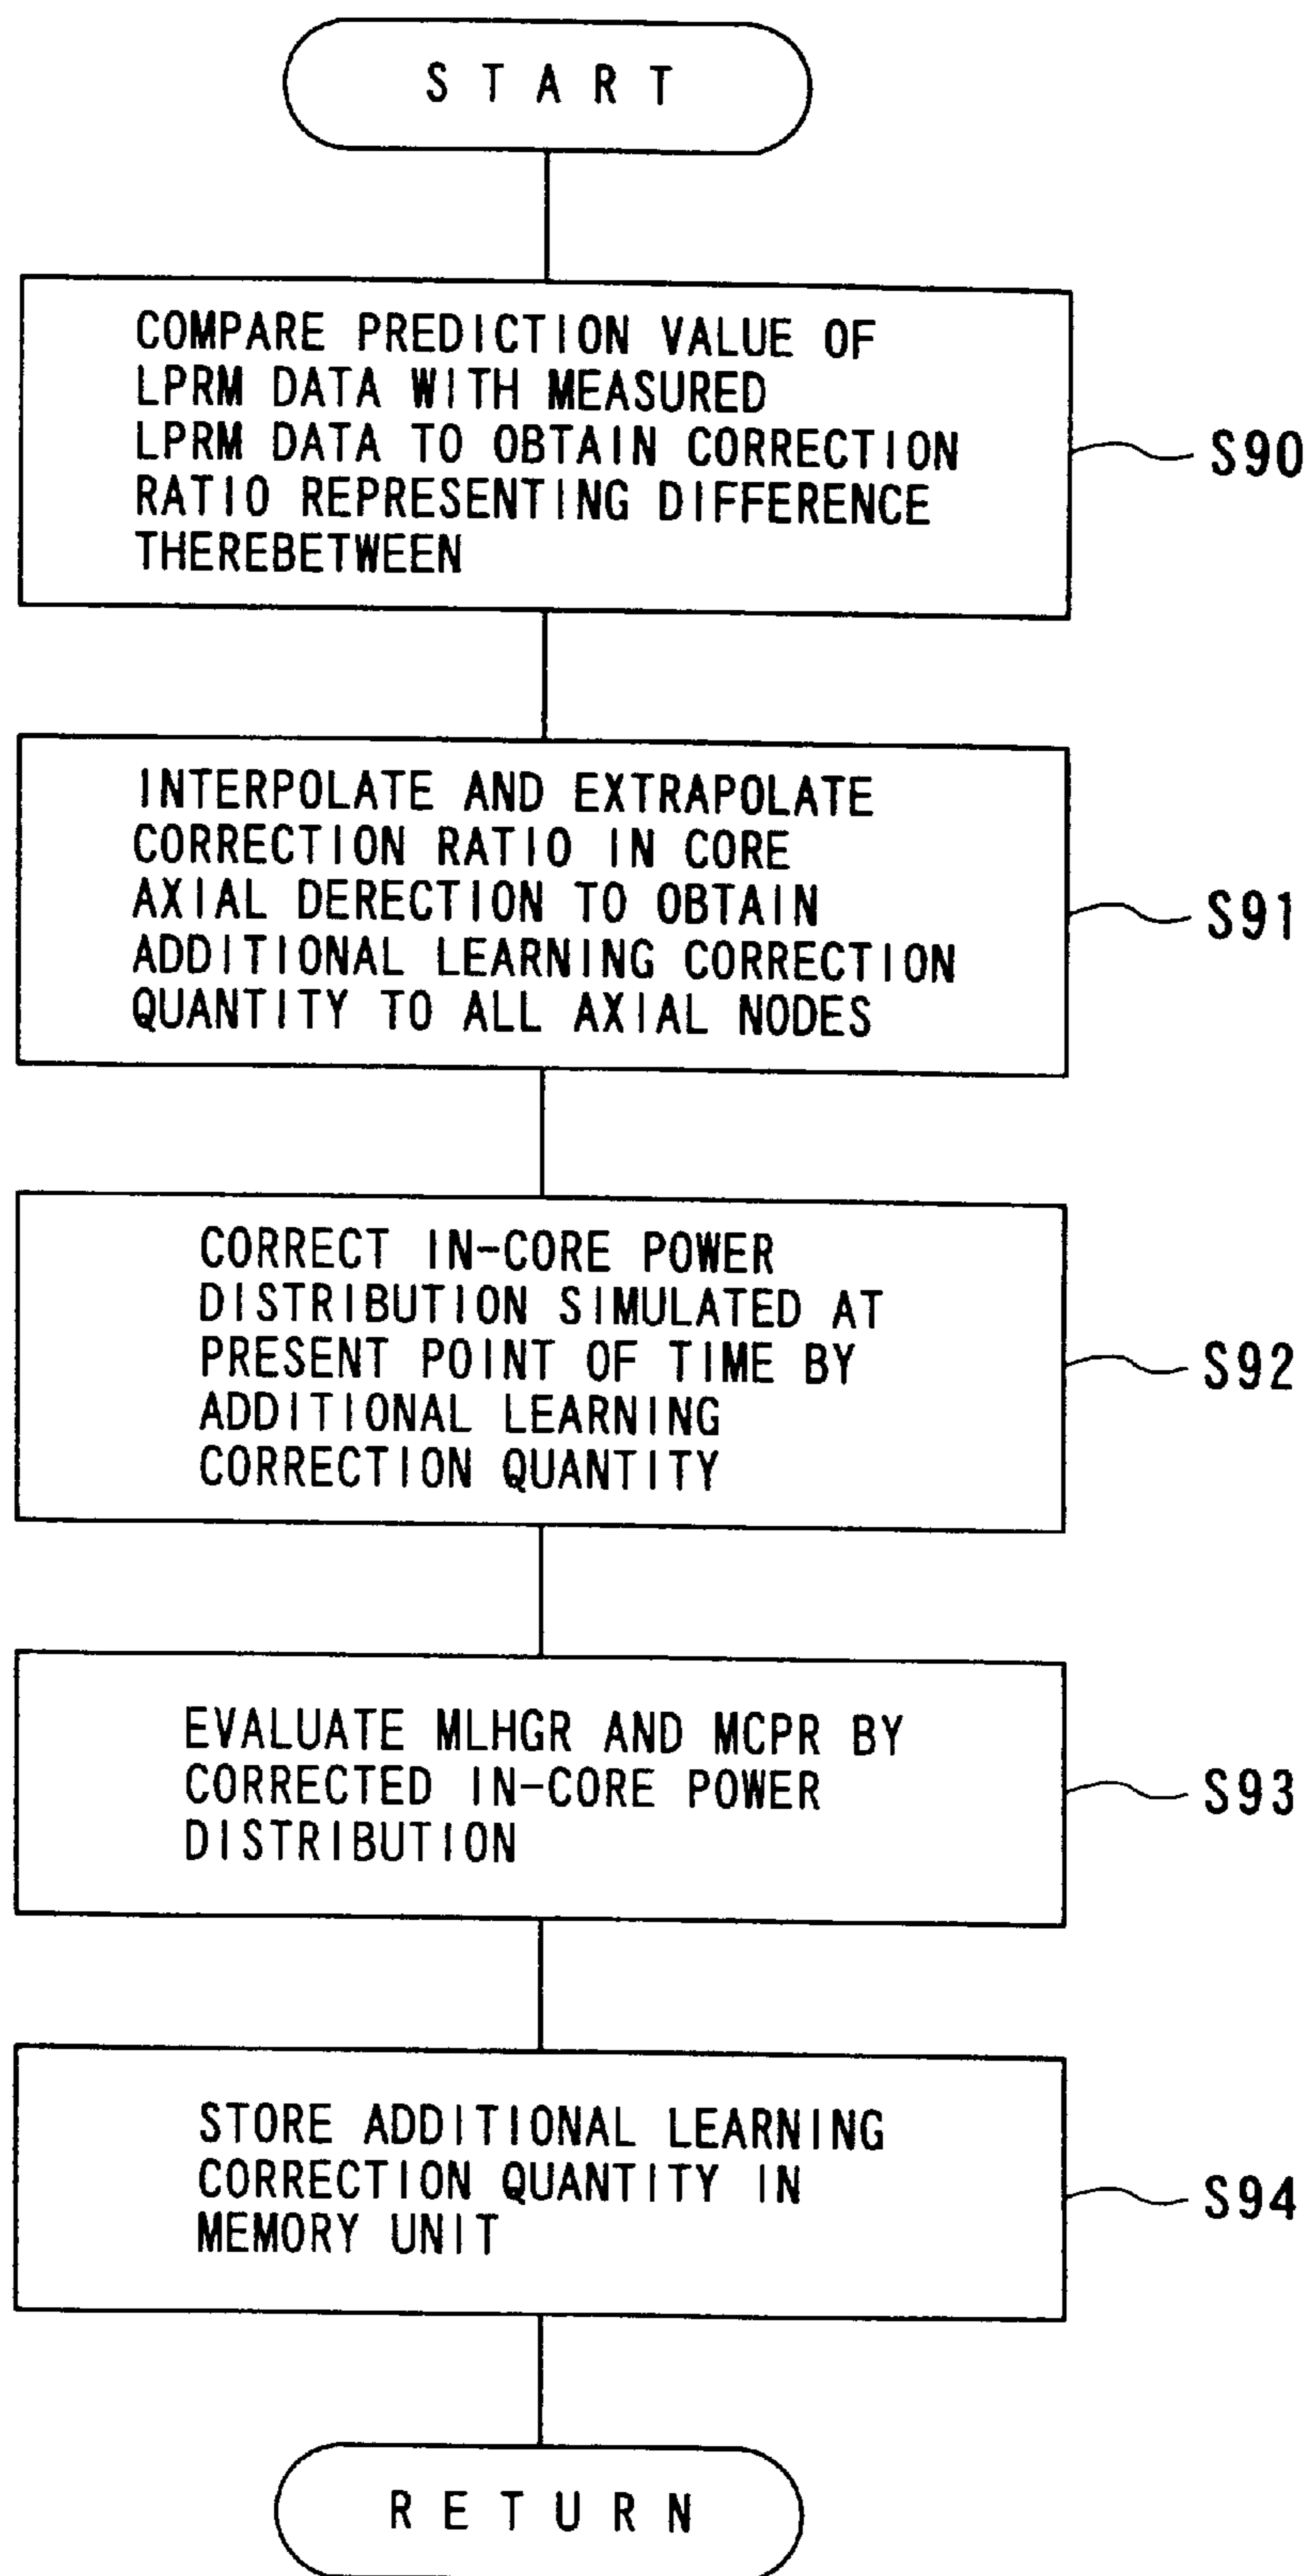 START
COMPARE PREDICTION VALUE OF
LPRM DATA WITH MEASURED
LPRM DATA TO OBTAIN CORRECTION
RATIO REPRESENTING DIFFERENCE
THEREBETWEEN
S90
INTERPOLATE AND EXTRAPOLATE
CORRECTION RATIO IN CORE
AXIAL DERECTION TO OBTAIN
ADDITIONAL LEARNING CORRECTION
QUANTITY TO ALL AXIAL NODES
S91
CORRECT IN-CORE POWER
DISTRIBUTION SIMULATED AT
PRESENT POINT OF TIME BY
ADDITIONAL LEARNING
CORRECTION QUANTITY
S92
EVALUATE MLHGR AND MCPR BY
CORRECTED IN-CORE POWER
DISTRIBUTION
S93
STORE ADDITIONAL LEARNING
CORRECTION QUANTITY IN
MEMORY UNIT
S94
RETURN